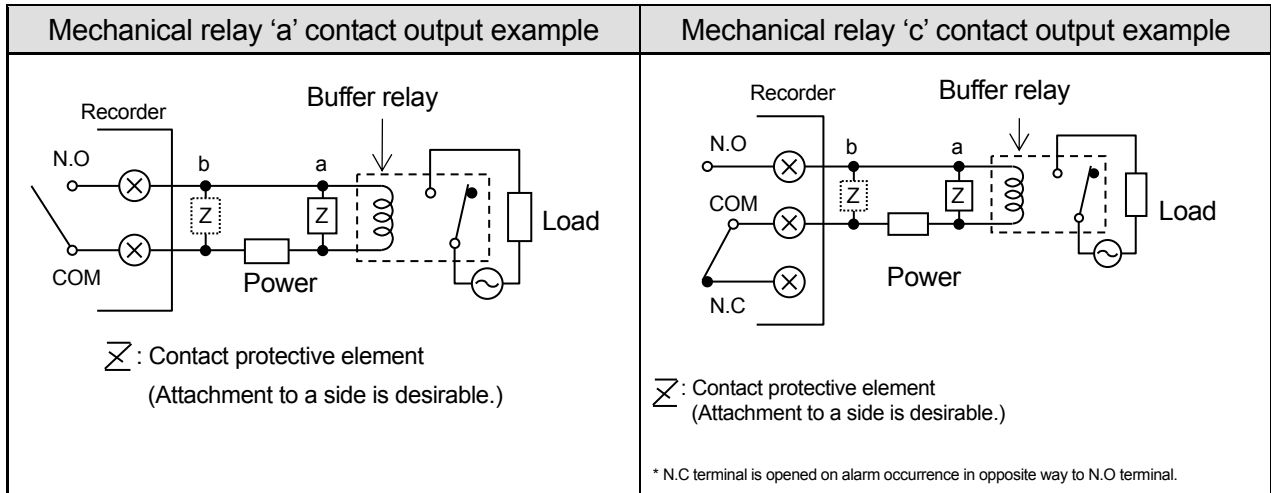 Mechanical relay ‘a’ contact output example
Recorder
Buffer relay
N.O
b
a
Z
Z
Load
COM
Power
Z : Contact protective element
(Attachment to a side is desirable.)
Mechanical relay ‘c’ contact output example
Recorder
Buffer relay
N.O
b
a
Z
Z
COM
Load
Power
N.C
Z : Contact protective element
(Attachment to a side is desirable.)
* N.C terminal is opened on alarm occurrence in opposite way to N.O terminal.